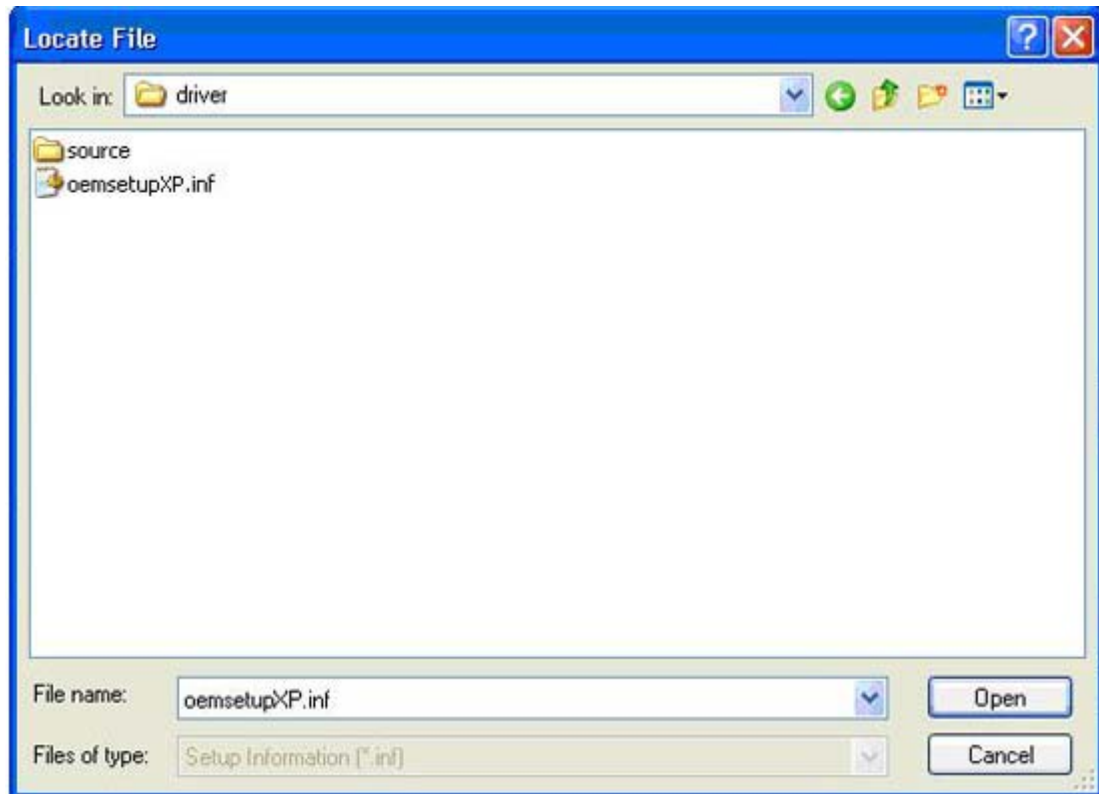 Locate File
Look in: driver
source
oemsetupXP.inf
File name: oemsetupXP.inf Open
Files of type: Setup Information (*.inf) Cancel